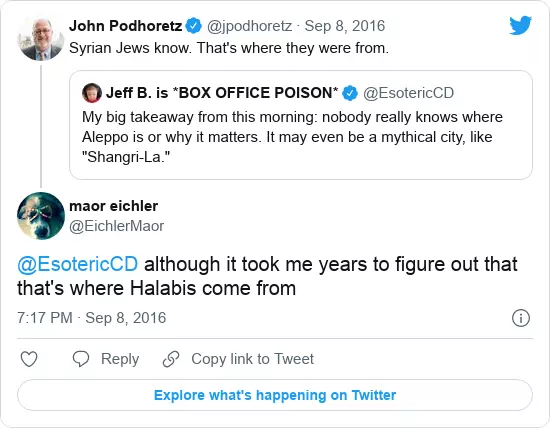 John Podhoretz @jpodhoretz · Sep 8, 2016
Syrian Jews know. That's where they were from.
Jeff B. is *BOX OFFICE POISON* @EsotericCD
My big takeaway from this morning: nobody really knows where
Aleppo is or why it matters. It may even be a mythical city, like
"Shangri-La."
maor eichler
@EichlerMaor
@EsotericCD although it took me years to figure out that
that's where Halabis come from
7:17 PM · Sep 8, 2016
Reply Copy link to Tweet
Explore what's happening on Twitter